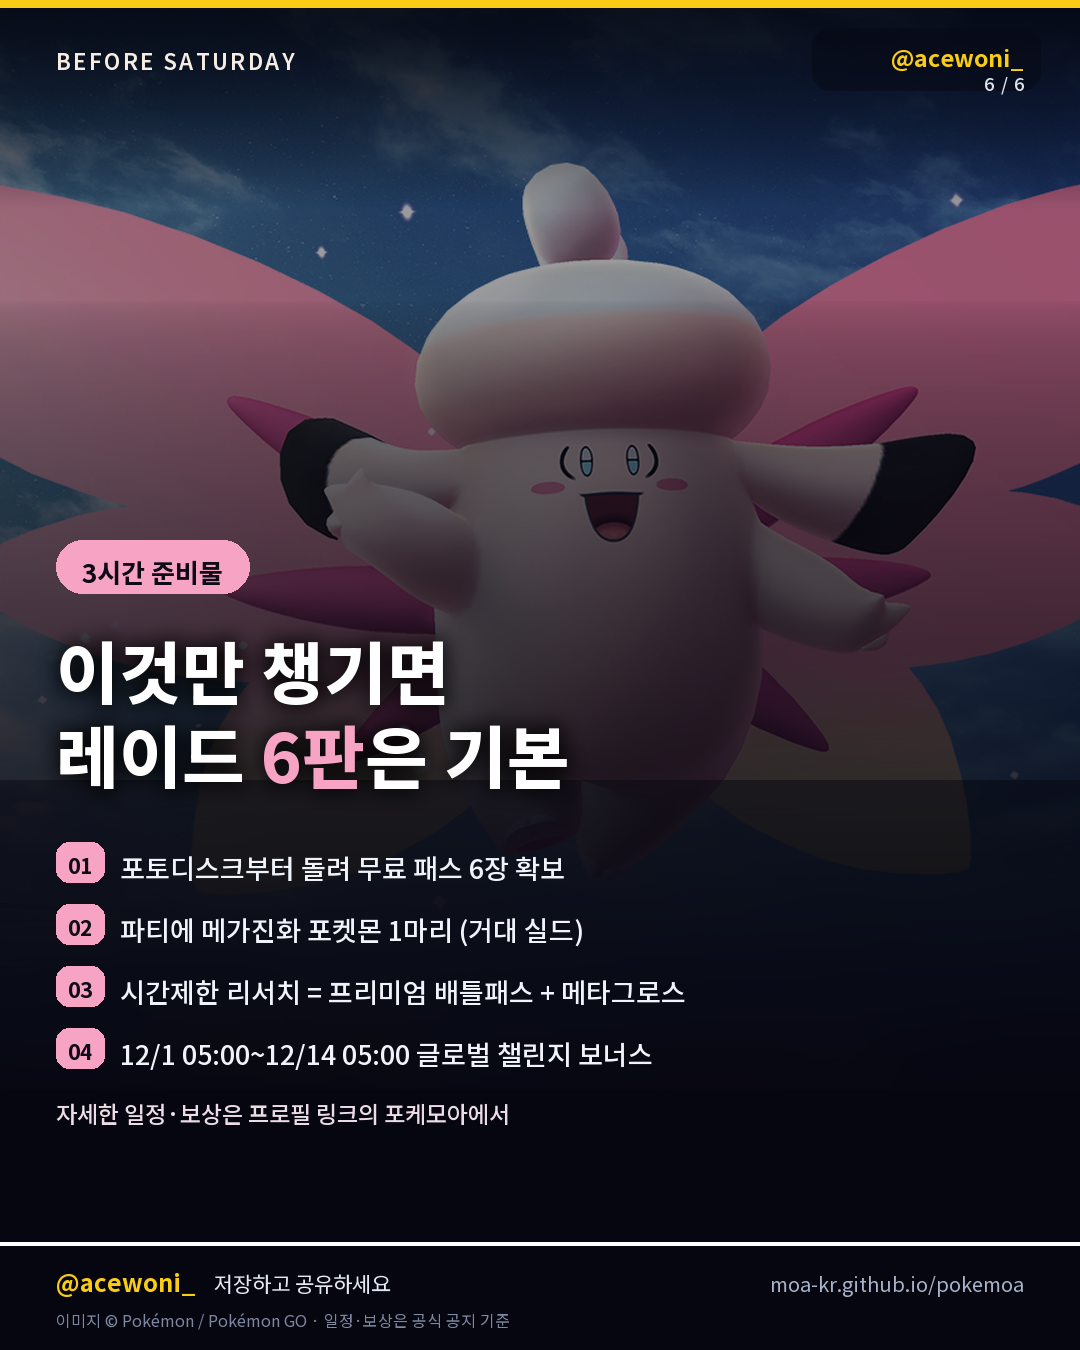 BEFORE SATURDAY
@acewoni_
6 / 6
3시간 준비물
이것만 챙기면
레이드 6판은 기본
01 포토디스크부터 돌려 무료 패스 6장 확보
02 파티에 메가진화 포켓몬 1마리 (거대 실드)
03 시간제한 리서치 = 프리미엄 배틀패스 + 메타그로스
04 12/1 05:00~12/14 05:00 글로벌 챌린지 보너스
자세한 일정·보상은 프로필 링크의 포케모아에서
@acewoni_ 저장하고 공유하세요
moa-kr.github.io/pokemoa
이미지 © Pokémon / Pokémon GO · 일정·보상은 공식 공지 기준